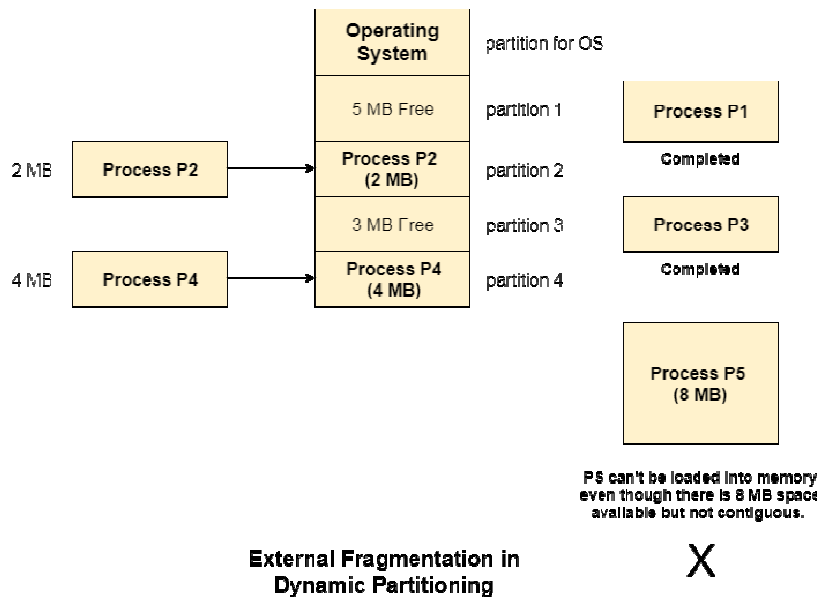 Operating
System
partition for OS
5 MB Free
partition 1
Process P1
Completed
2 MB
Process P2
Process P2
(2 MB)
partition 2
3 MB Free
partition 3
Process P3
Completed
4 MB
Process P4
Process P4
(4 MB)
partition 4
Process P5
(8 MB)
P5 can't be loaded into memory
even though there is 8 MB space
available but not contiguous.
External Fragmentation in
Dynamic Partitioning
X